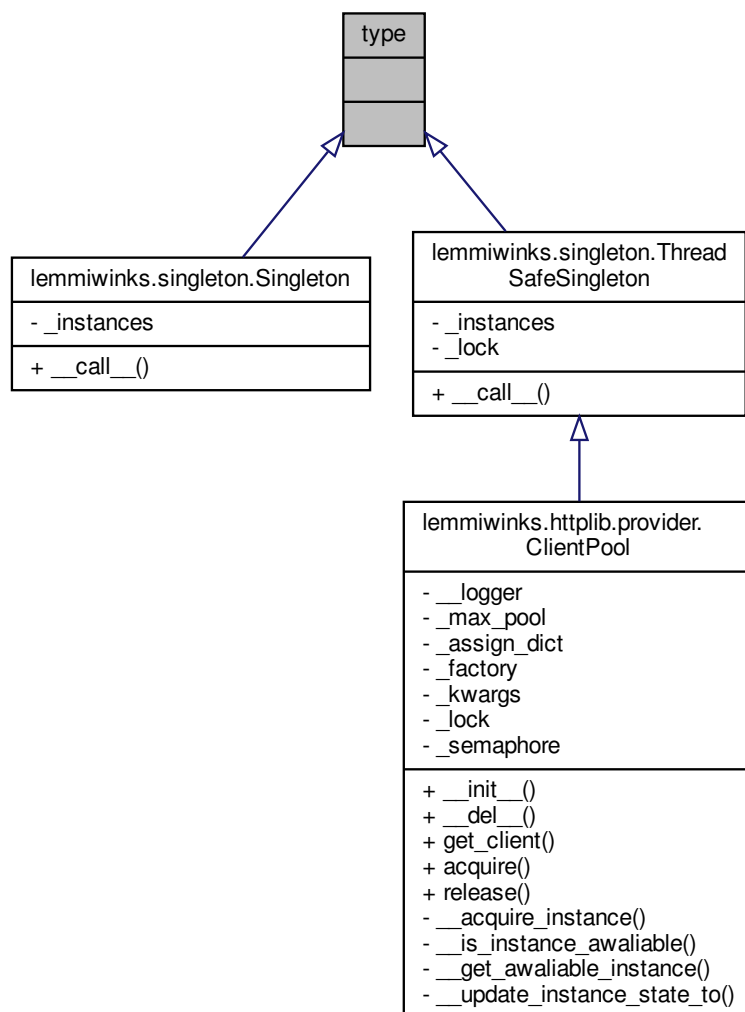 type
lemmiwinks.singleton.Singleton
- _instances
+ __call__()
lemmiwinks.singleton.Thread
SafeSingleton
- _instances
- _lock
+ __call__()
lemmiwinks.httplib.provider.
ClientPool
- __logger
- _max_pool
- _assign_dict
- _factory
- _kwargs
- _lock
- _semaphore
+ __init__()
+ __del__()
+ get_client()
+ acquire()
+ release()
- __acquire_instance()
- __is_instance_awaliable()
- __get_awaliable_instance()
- __update_instance_state_to()